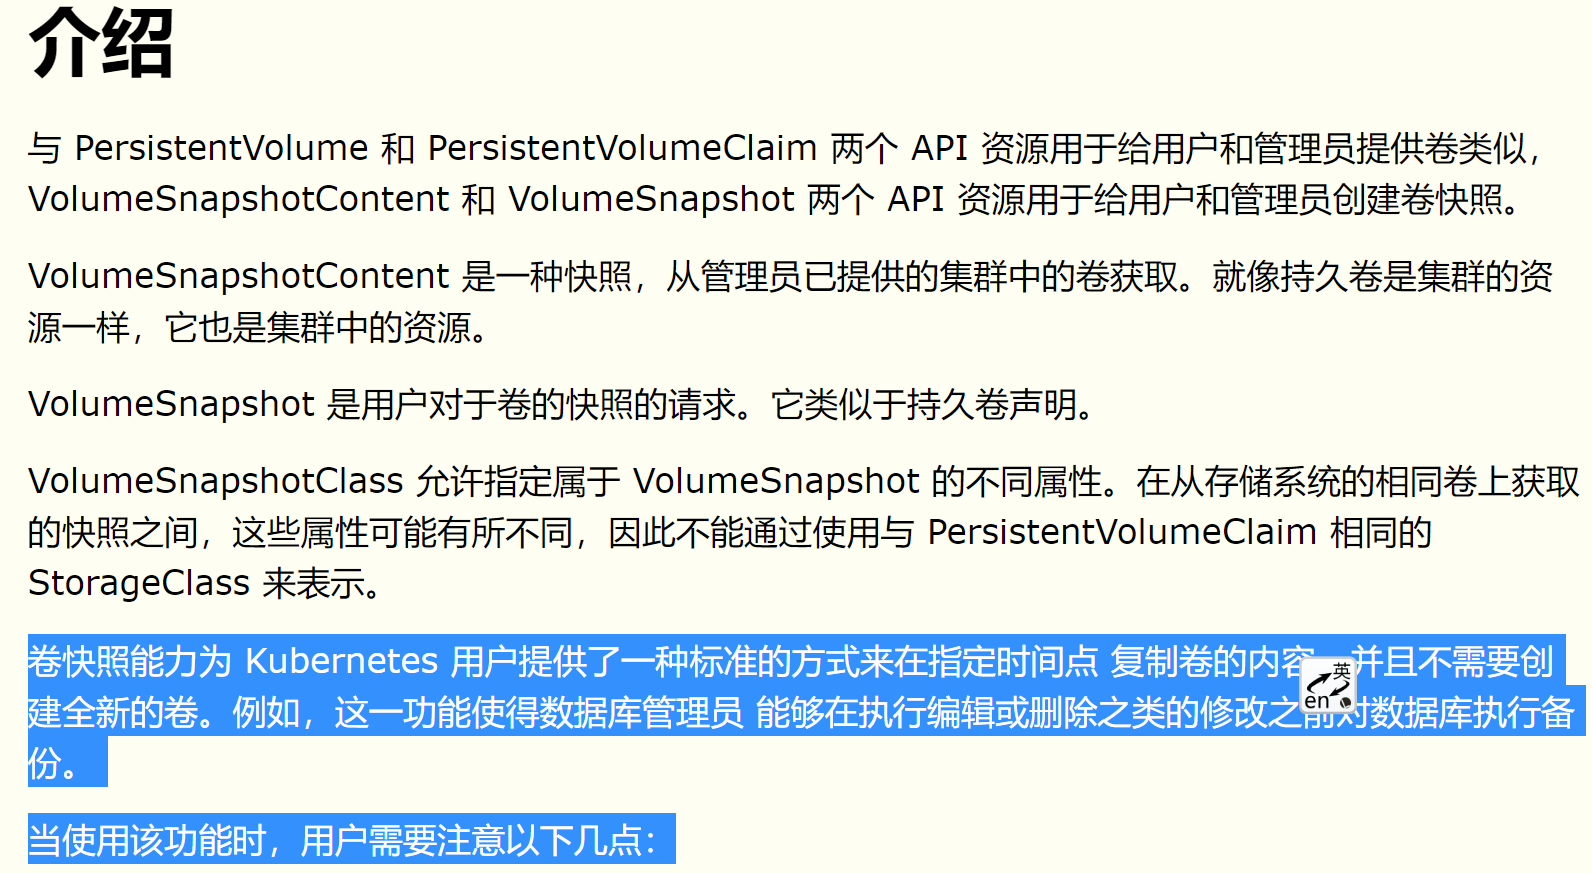 介绍
与 PersistentVolume 和 PersistentVolumeClaim 两个 API 资源用于给用户和管理员提供卷类似，
VolumeSnapshotContent 和 VolumeSnapshot 两个 API 资源用于给用户和管理员创建卷快照。
VolumeSnapshotContent 是一种快照，从管理员已提供的集群中的卷获取。就像持久卷是集群的资
源一样，它也是集群中的资源。
VolumeSnapshot 是用户对于卷的快照的请求。它类似于持久卷声明。
VolumeSnapshotClass 允许指定属于 VolumeSnapshot 的不同属性。在从存储系统的相同卷上获取
的快照之间，这些属性可能有所不同，因此不能通过使用与 PersistentVolumeClaim 相同的
StorageClass 来表示。
卷快照能力为 Kubernetes 用户提供了一种标准的方式来在指定时间点 复制卷的内容 并且不需要创
建全新的卷。例如，这一功能使得数据库管理员 能够在执行编辑或删除之类的修改之前对数据库执行备
份。
当使用该功能时，用户需要注意以下几点：
英
en